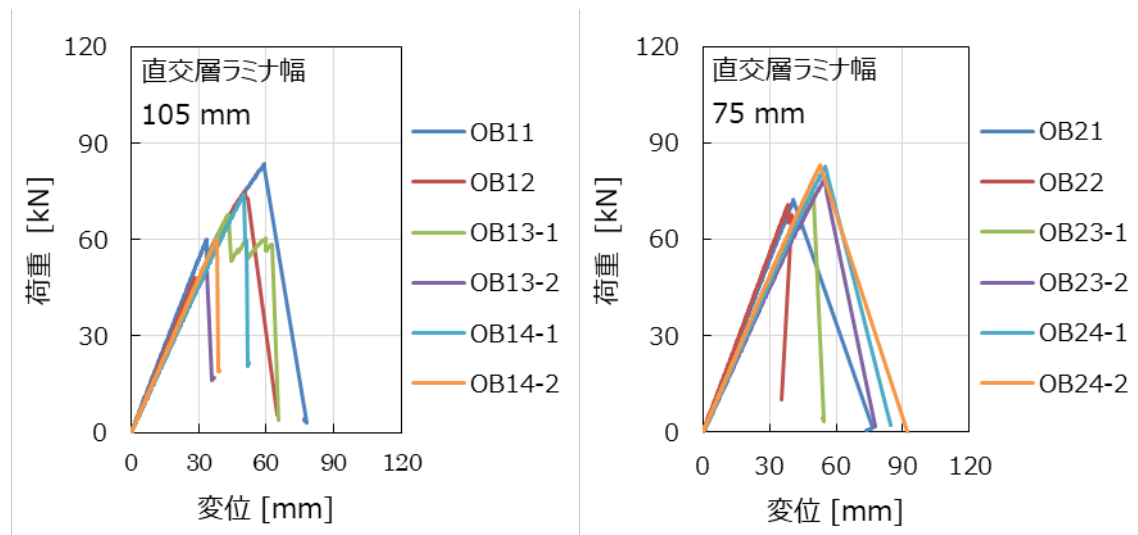 120
90
60
30
0
荷重 [kN]
直交層ラミナ幅
105 mm
0 30 60 90 120
変位 [mm]
OB11
OB12
OB13-1
OB13-2
OB14-1
OB14-2
120
90
60
30
0
荷重 [kN]
直交層ラミナ幅
75 mm
0 30 60 90 120
変位 [mm]
OB21
OB22
OB23-1
OB23-2
OB24-1
OB24-2